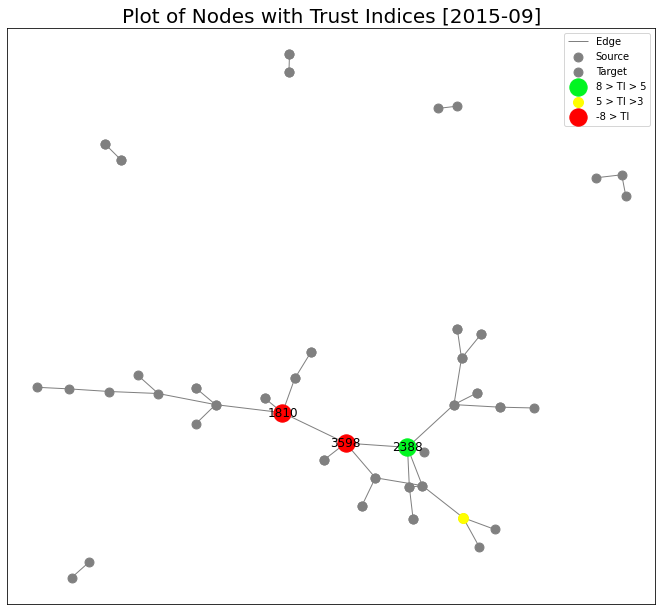 Plot of Nodes with Trust Indices [2015-09]
Edge
Source
Target
8 > TI > 5
5 > TI >3
-8 > TI
1810
3598
2388